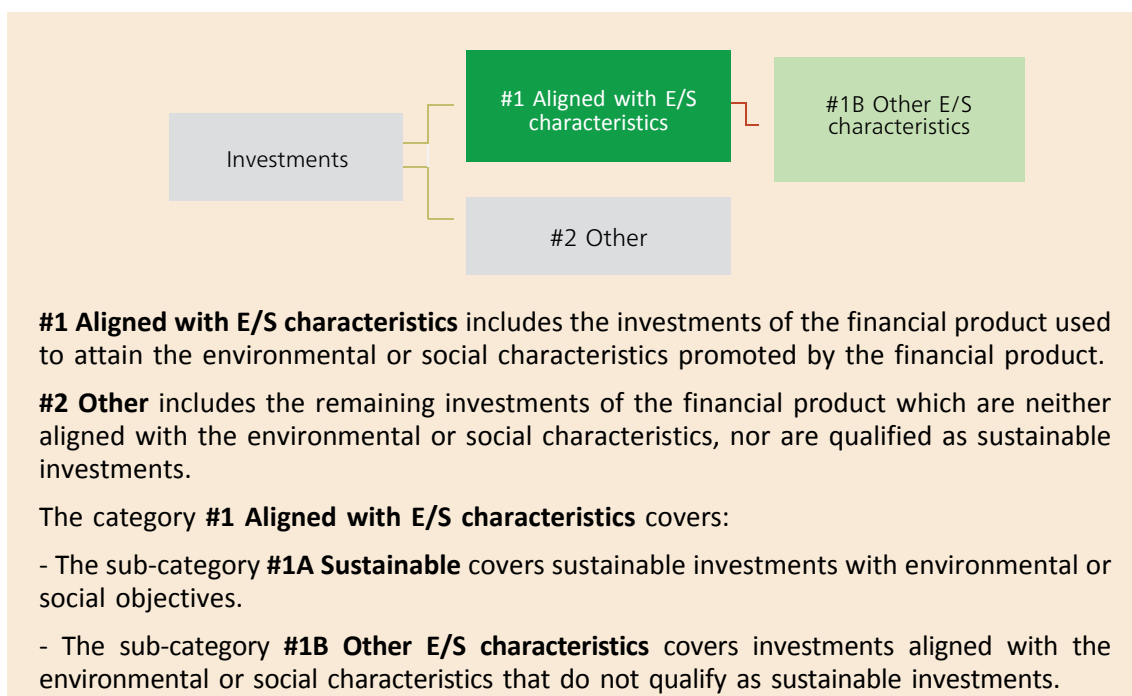 #1 Aligned with E/S
characteristics
#1B Other E/S
characteristics
Investments
#2 Other
#1 Aligned with E/S characteristics includes the investments of the financial product used
to attain the environmental or social characteristics promoted by the financial product.
#2 Other includes the remaining investments of the financial product which are neither
aligned with the environmental or social characteristics, nor are qualified as sustainable
investments.
The category #1 Aligned with E/S characteristics covers:
- The sub-category #1A Sustainable covers sustainable investments with environmental or
social objectives.
- The sub-category #1B Other E/S characteristics covers investments aligned with the
environmental or social characteristics that do not qualify as sustainable investments.